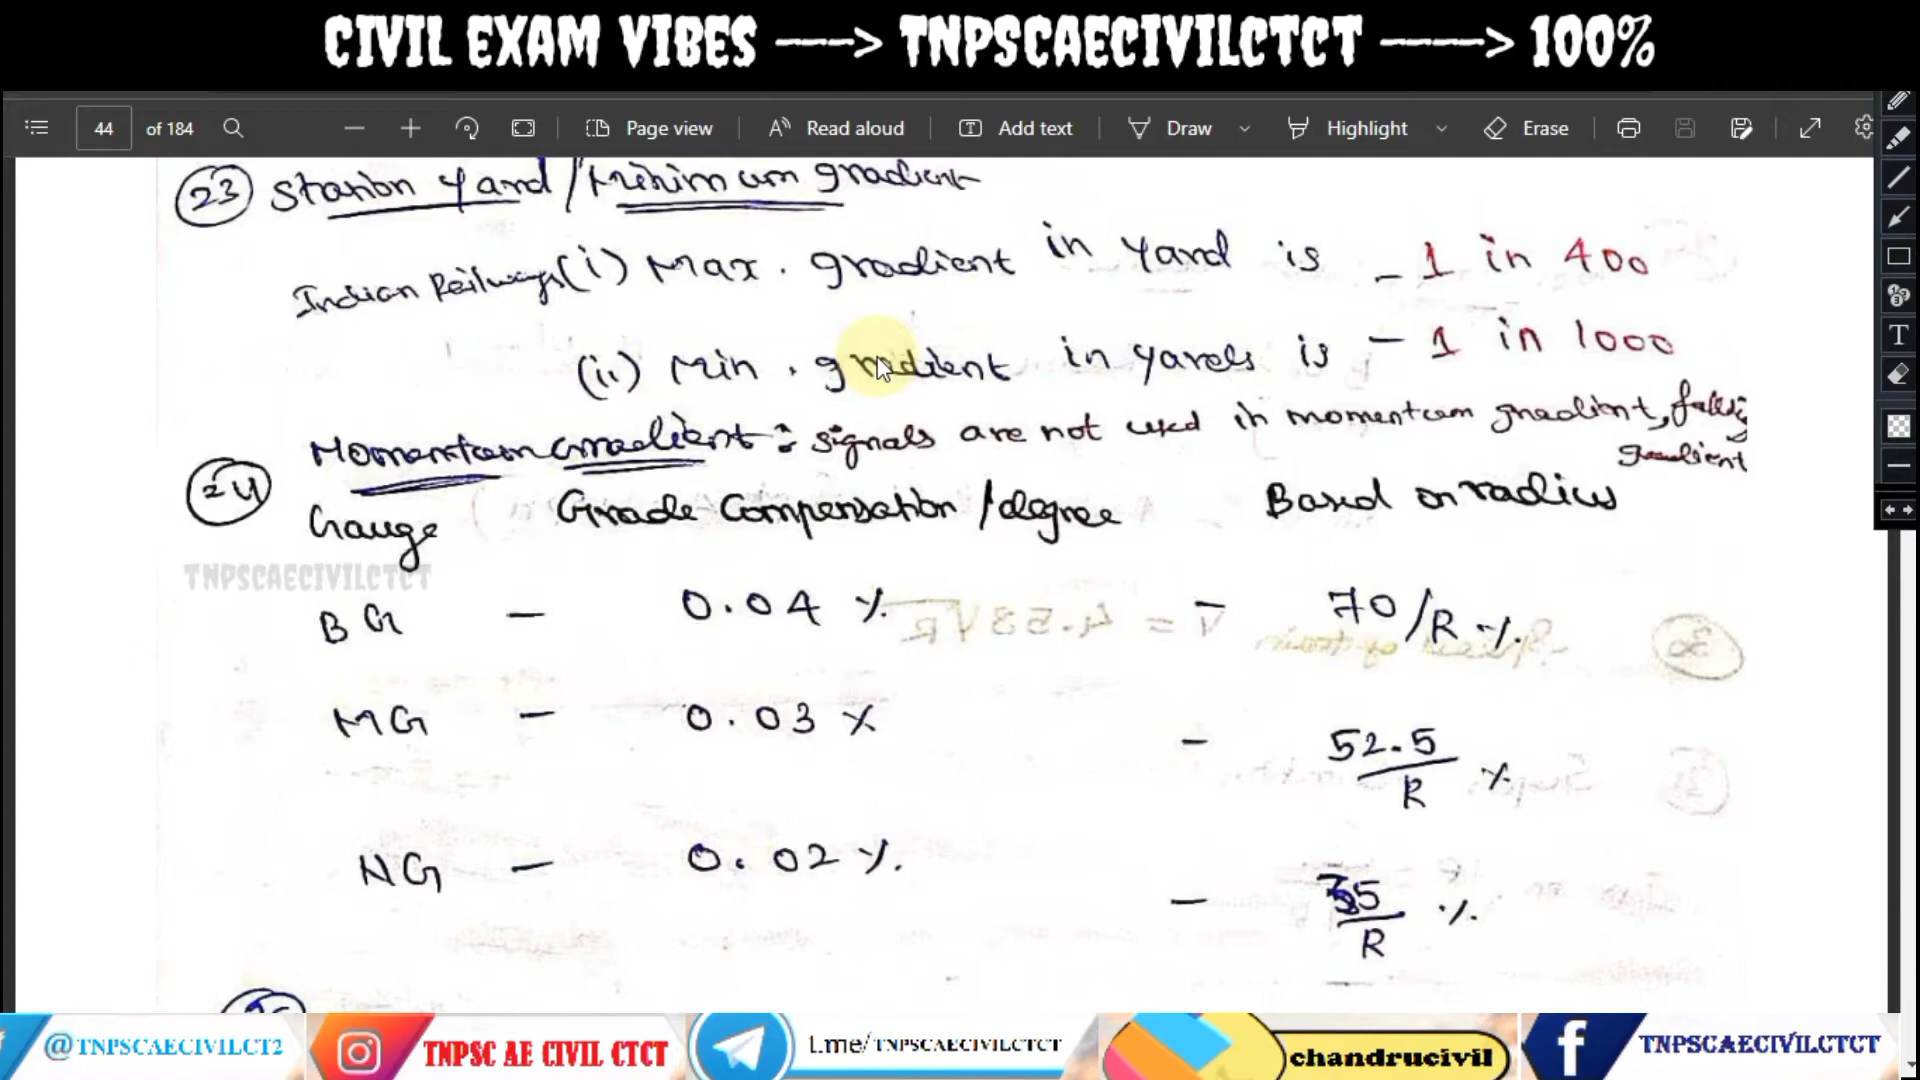 CIVIL EXAM VIBES ---> TNPSCAECIVILCTCT ----> 100%
44 of 184 Page view Read aloud Add text Draw Highlight Erase
23 Station Yard / Minimum gradient
Indian Railways (i) Max. gradient in Yard is - 1 in 400
(ii) Min. gradient in yards is - 1 in 1000
24 Momentum Gradient : signals are not used in momentum gradient, falling
gradient
Gauge Grade Compensation /degree Based on radius
TNPSCAECIVILCTCT
BG - 0.04 % - 70/R %
MG - 0.03 % - 52.5/R %
NG - 0.02 % - 35/R %
@TNPSCAECIVILCT2 TNPSC AE CIVIL CTCT t.me/TNPSCAECIVILCTCT chandrucivil TNPSCAECIVILCTCT